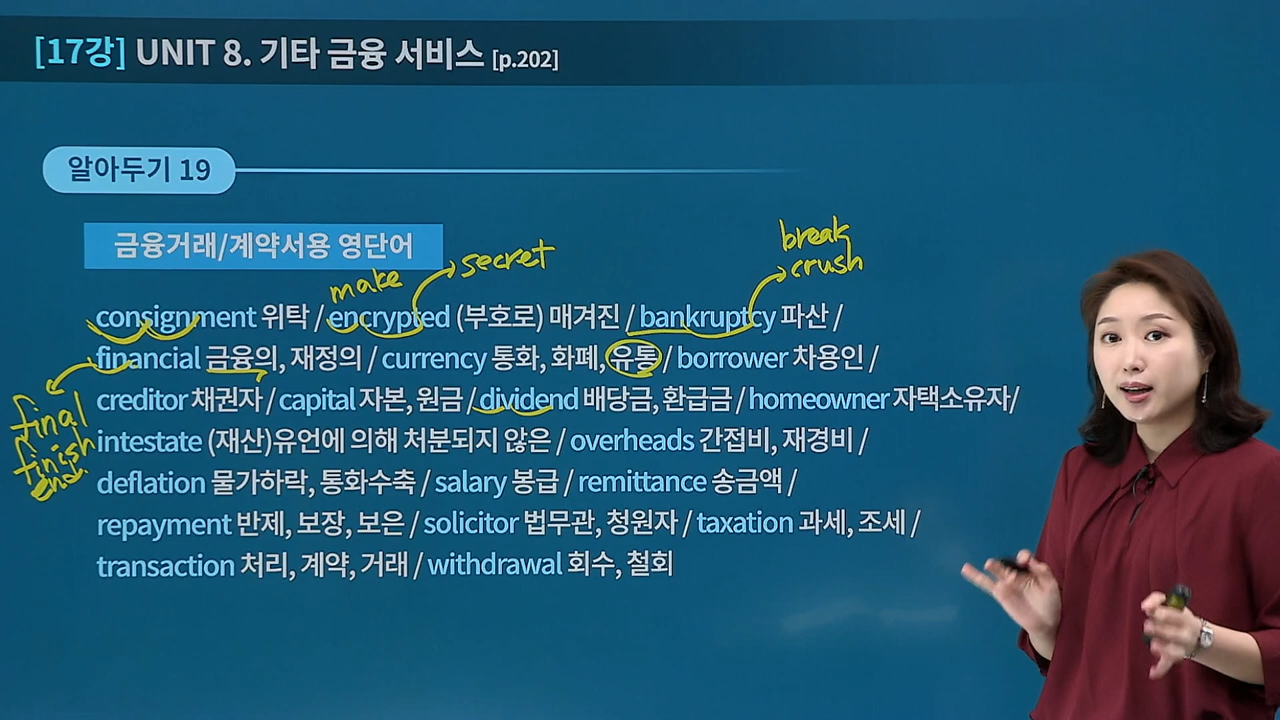 [17강] UNIT 8. 기타 금융 서비스 [p.202]
알아두기 19
금융거래/계약서용 영단어
break
crush
secret
make
consignment 위탁 / encrypted (부호로) 매겨진 / bankruptcy 파산 /
financial 금융의, 재정의 / currency 통화, 화폐, 유통 / borrower 차용인 /
creditor 채권자 / capital 자본, 원금 / dividend 배당금, 환급금 / homeowner 자택소유자/
final
finish
end.
intestate (재산)유언에 의해 처분되지 않은 / overheads 간접비, 재경비 /
deflation 물가하락, 통화수축 / salary 봉급 / remittance 송금액 /
repayment 반제, 보장, 보은 / solicitor 법무관, 청원자 / taxation 과세, 조세 /
transaction 처리, 계약, 거래 / withdrawal 회수, 철회